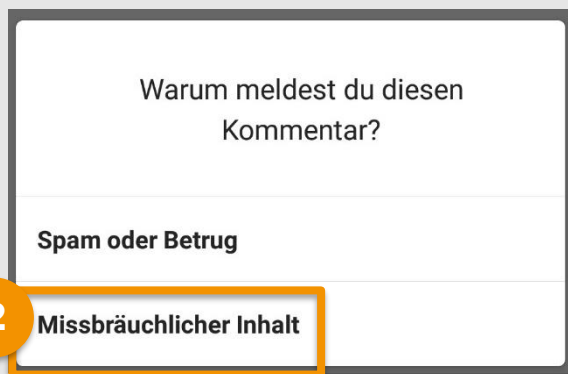 Warum meldest du diesen
Kommentar?
Spam oder Betrug
2
Missbräuchlicher Inhalt